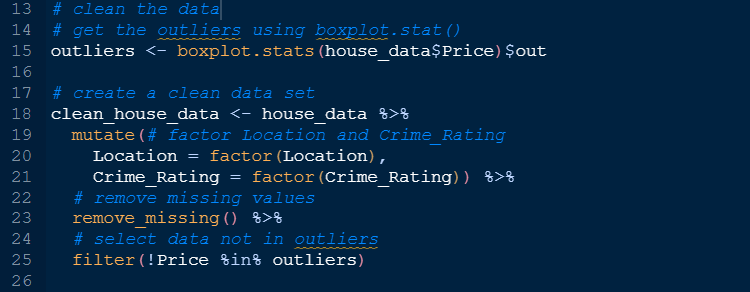 13 # clean the data
14 # get the outliers using boxplot.stat()
15 outliers <- boxplot.stats(house_data$Price)$out
16
17 # create a clean data set
18 clean_house_data <- house_data %>%
19   mutate(# factor Location and Crime_Rating
20     Location = factor(Location),
21     Crime_Rating = factor(Crime_Rating)) %>%
22   # remove missing values
23   remove_missing() %>%
24   # select data not in outliers
25   filter(!Price %in% outliers)
26